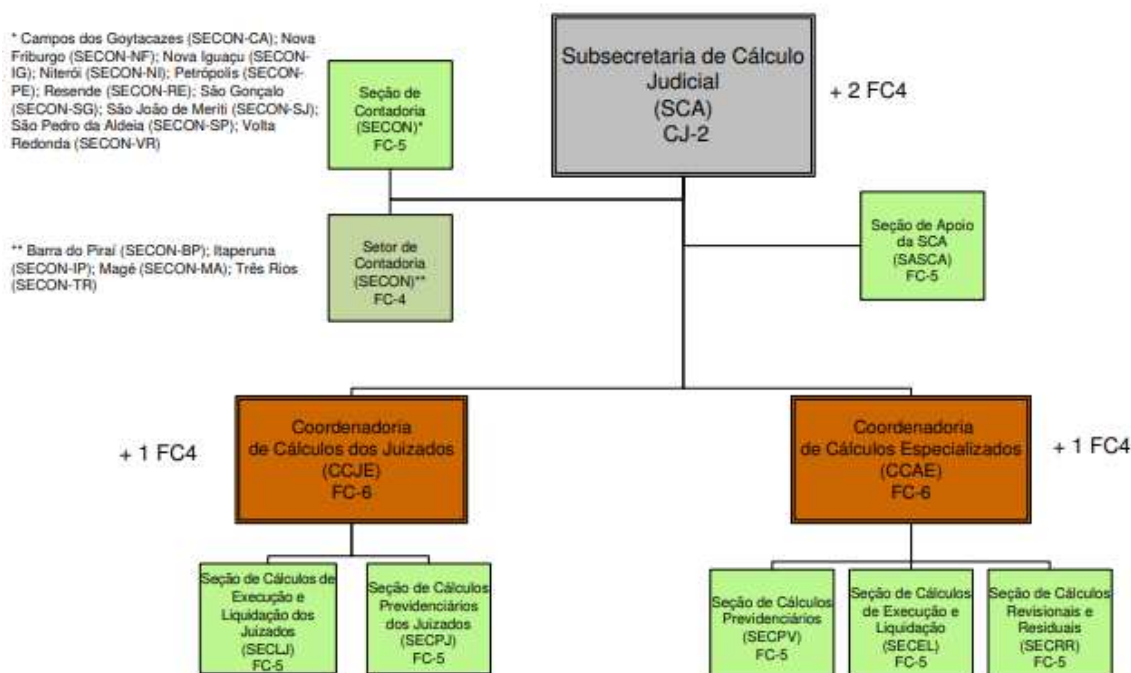 * Campos dos Goytacazes (SECON-CA); Nova
Friburgo (SECON-NF); Nova Iguaçu (SECON-
IG); Niterói (SECON-NI); Petrópolis (SECON-
PE); Resende (SECON-RE); São Gonçalo
(SECON-SG); São João de Meriti (SECON-SJ);
São Pedro da Aldeia (SECON-SP); Volta
Redonda (SECON-VR)
Seção de
Contadoria
(SECON)*
FC-5
Subsecretaria de Cálculo
Judicial
(SCA)
CJ-2
+ 2 FC4
** Barra do Piraí (SECON-BP); Itaperuna
(SECON-IP); Magé (SECON-MA); Três Rios
(SECON-TR)
Setor de
Contadoria
(SECON)**
FC-4
Seção de Apoio
da SCA
(SASCA)
FC-5
+ 1 FC4
Coordenadoria
de Cálculos dos Juizados
(CCJE)
FC-6
Coordenadoria
de Cálculos Especializados
(CCAE)
FC-6
+ 1 FC4
Seção de Cálculos de
Execução e
Liquidação dos
Juizados
(SECLJ)
FC-5
Seção de Cálculos
Previdenciários
dos Juizados
(SECPJ)
FC-5
Seção de Cálculos
Previdenciários
(SECPV)
FC-5
Seção de Cálculos
de Execução e
Liquidação
(SECEL)
FC-5
Seção de Cálculos
Revisionais e
Residuais
(SECRR)
FC-5